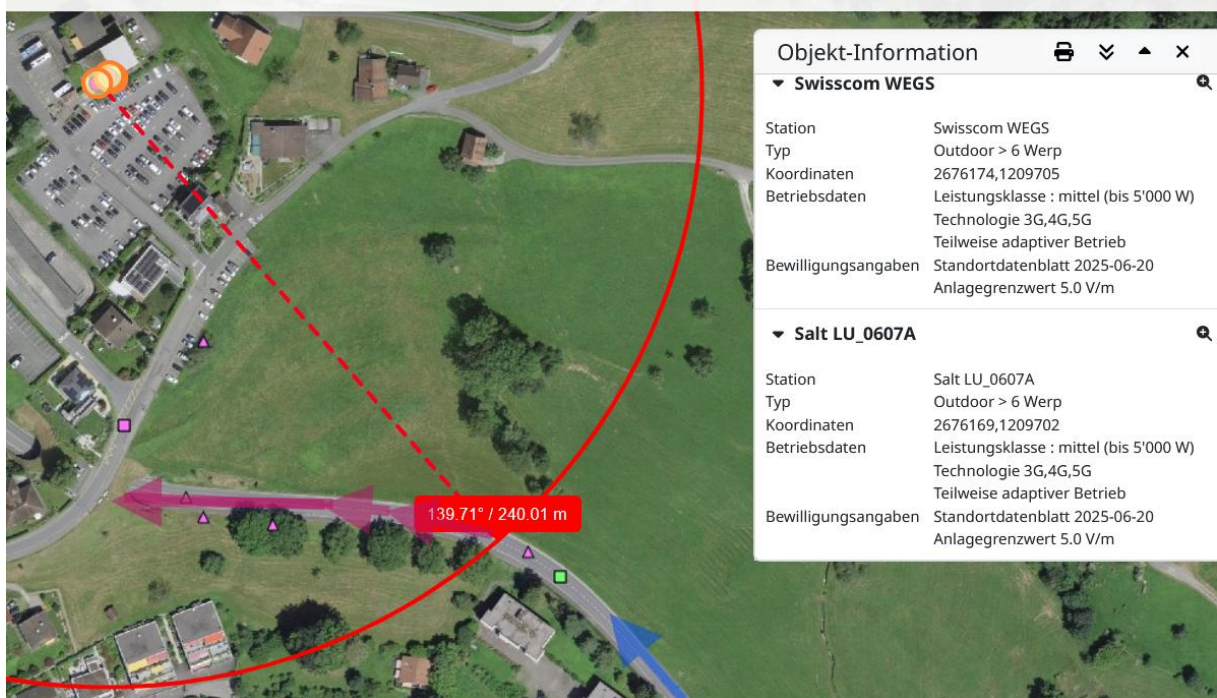 Objekt-Information
Swisscom WEGS
Station Swisscom WEGS
Typ Outdoor > 6 Werp
Koordinaten 2676174,1209705
Betriebsdaten Leistungsklasse : mittel (bis 5'000 W)
Technologie 3G,4G,5G
Teilweise adaptiver Betrieb
Bewilligungsangaben Standortdatenblatt 2025-06-20
Anlagegrenzwert 5.0 V/m
Salt LU_0607A
Station Salt LU_0607A
Typ Outdoor > 6 Werp
Koordinaten 2676169,1209702
Betriebsdaten Leistungsklasse : mittel (bis 5'000 W)
Technologie 3G,4G,5G
Teilweise adaptiver Betrieb
Bewilligungsangaben Standortdatenblatt 2025-06-20
Anlagegrenzwert 5.0 V/m
139.71° / 240.01 m